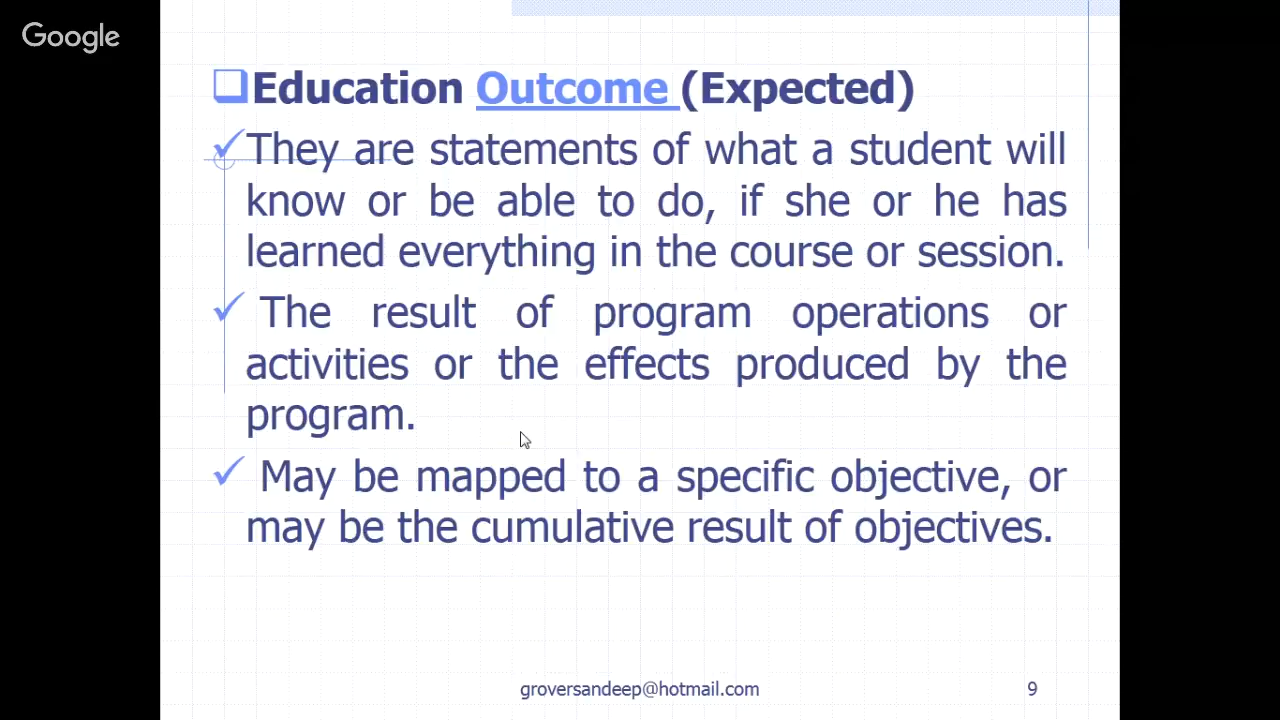 Google
Education Outcome (Expected)
They are statements of what a student will
know or be able to do, if she or he has
learned everything in the course or session.
The result of program operations or
activities or the effects produced by the
program.
May be mapped to a specific objective, or
may be the cumulative result of objectives.
groversandeep@hotmail.com 9